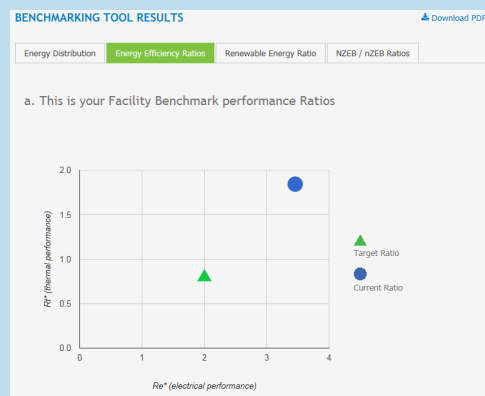 BENCHMARKING TOOL RESULTS
Download PDF
Energy Distribution
Energy Efficiency Ratios
Renewable Energy Ratio
NZEB / nZEB Ratios
a. This is your Facility Benchmark performance Ratios
2.0
1.5
1.0
0.5
0.0
Rt* (thermal performance)
0 1 2 3 4
Re* (electrical performance)
Target Ratio
Current Ratio